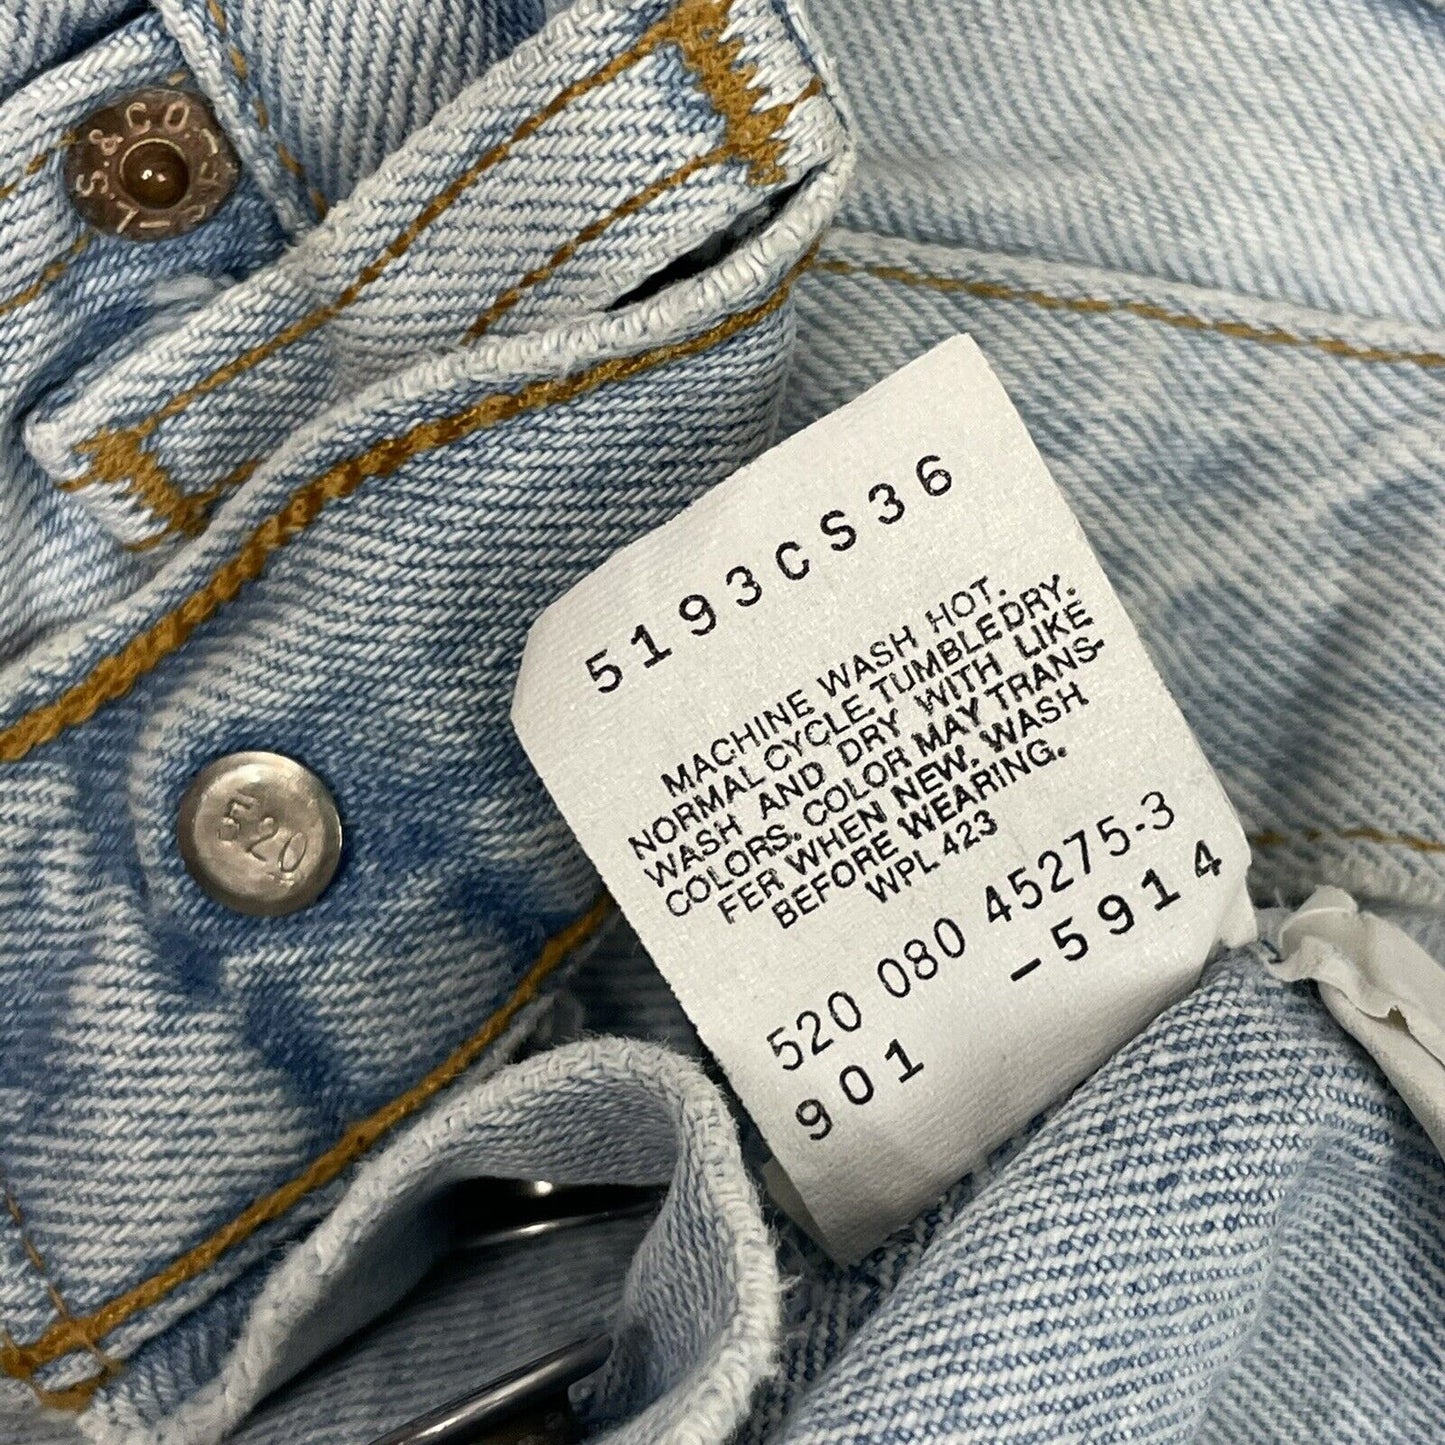 L.S.&CO. S.F.
520
5193CS36
MACHINE WASH HOT.
NORMAL CYCLE. TUMBLE DRY.
WASH AND DRY WITH LIKE
COLORS. COLOR MAY TRANS-
FER WHEN NEW. WASH
BEFORE WEARING.
WPL 423
520 080 45275-3
901 -5914